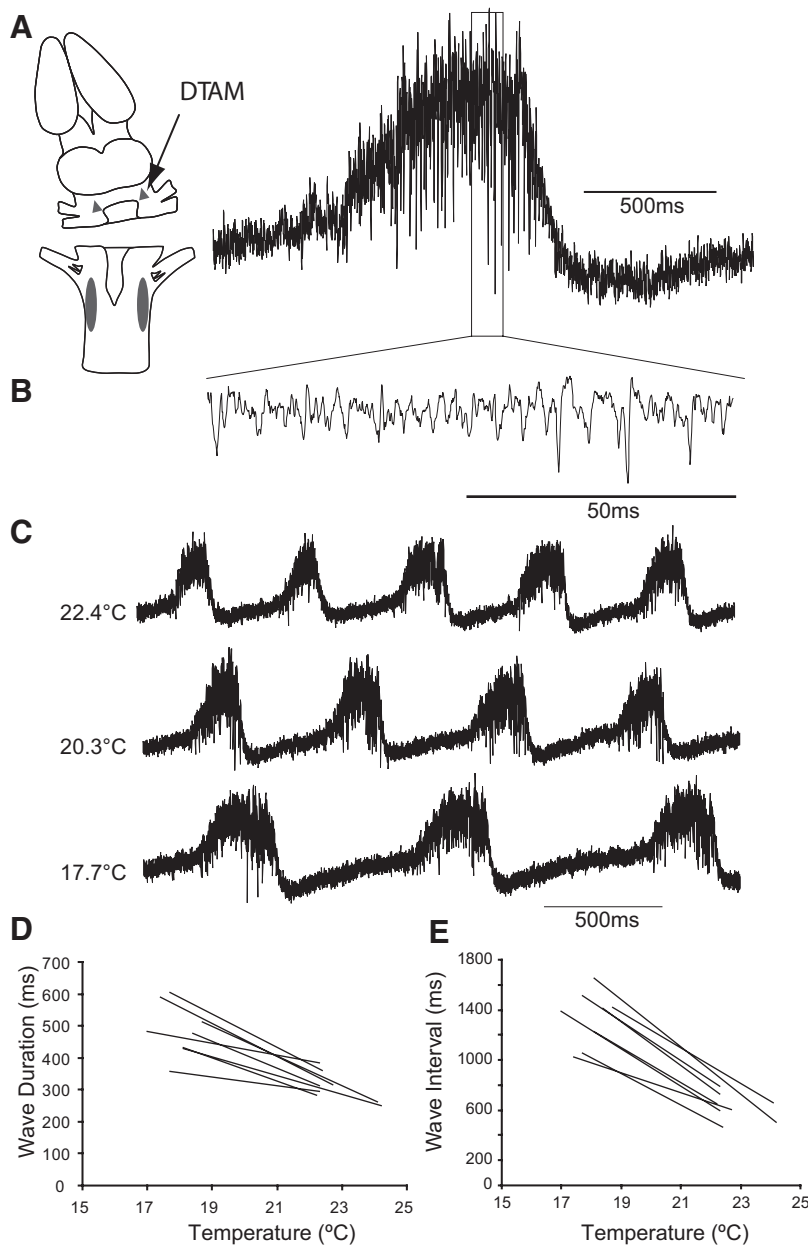 A
DTAM
500ms
B
50ms
C
22.4°C
20.3°C
17.7°C
500ms
D
E
Wave Duration (ms)
700
600
500
400
300
200
100
0
15 17 19 21 23 25
Temperature (ºC)
Wave Interval (ms)
1800
1400
1000
600
400
200
0
15 17 19 21 23 25
Temperature (ºC)